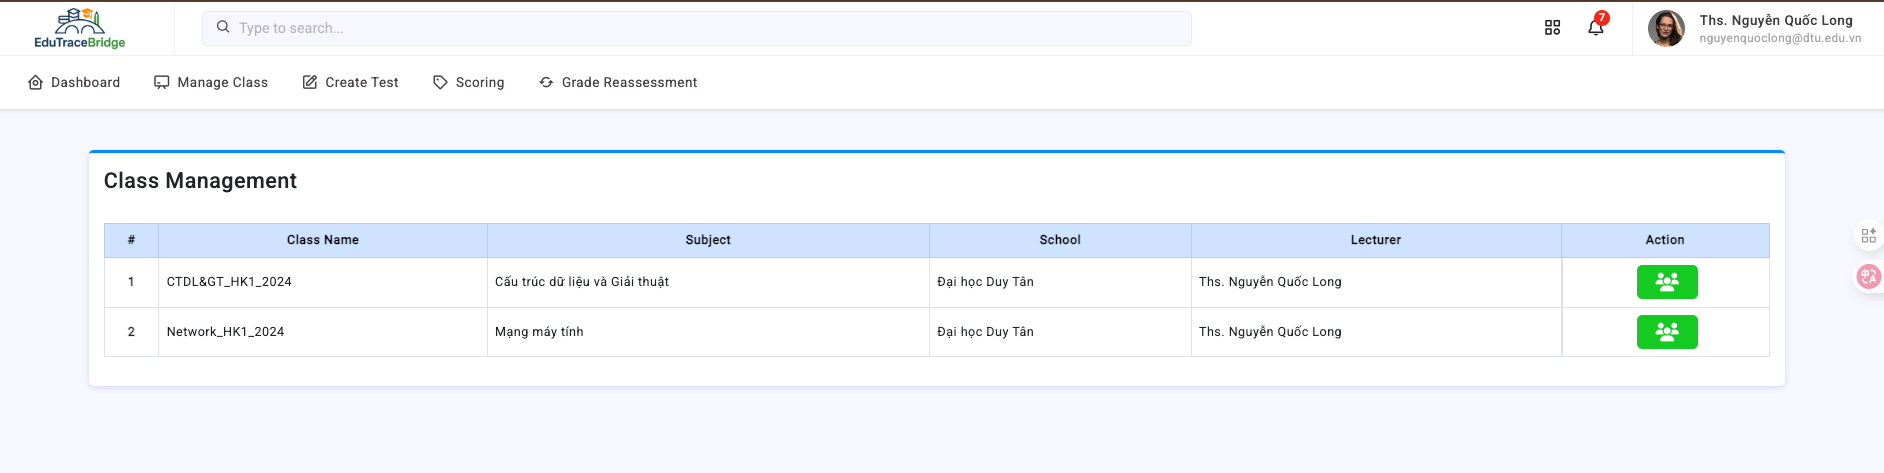 EduTraceBridge
Type to search...
7
Ths. Nguyễn Quốc Long
nguyenquoclong@dtu.edu.vn
Dashboard
Manage Class
Create Test
Scoring
Grade Reassessment
Class Management
# Class Name Subject School Lecturer Action
1 CTDL&GT_HK1_2024 Cấu trúc dữ liệu và Giải thuật Đại học Duy Tân Ths. Nguyễn Quốc Long
2 Network_HK1_2024 Mạng máy tính Đại học Duy Tân Ths. Nguyễn Quốc Long
中 A